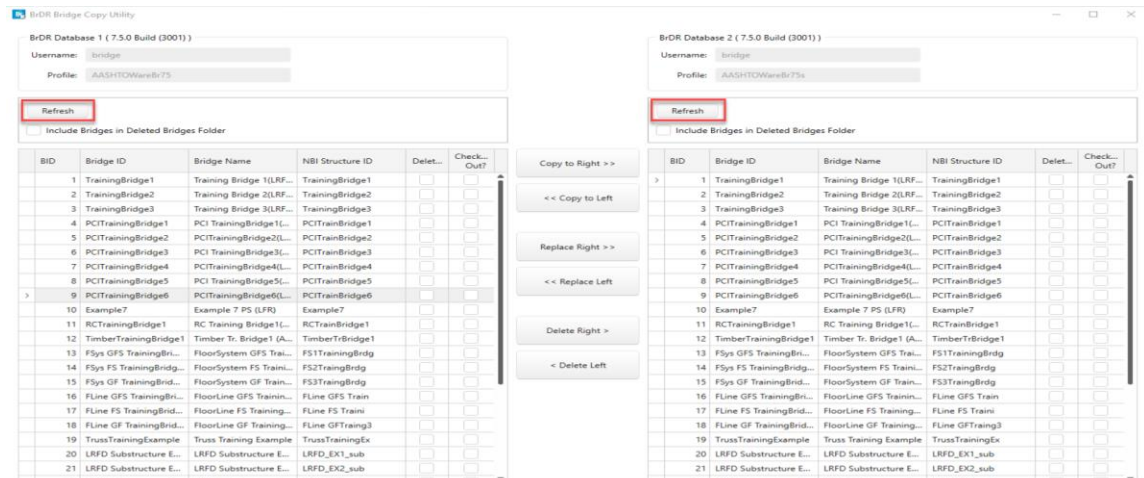 BrDR Bridge Copy Utility
BrDR Database 1 ( 7.5.0 Build (3001) )
Username: bridge
Profile: AASHTOWareBr75
Refresh
Include Bridges in Deleted Bridges Folder
BID Bridge ID Bridge Name NBI Structure ID Delet... Check... Out?
1 TrainingBridge1 Training Bridge 1(LRF... TrainingBridge1
2 TrainingBridge2 Training Bridge 2(LRF... TrainingBridge2
3 TrainingBridge3 Training Bridge 3(LRF... TrainingBridge3
4 PCITrainingBridge1 PCI TrainingBridge1(... PCITrainBridge1
5 PCITrainingBridge2 PCITrainingBridge2(L... PCITrainBridge2
6 PCITrainingBridge3 PCI TrainingBridge3(... PCITrainBridge3
7 PCITrainingBridge4 PCITrainingBridge4(L... PCITrainBridge4
8 PCITrainingBridge5 PCI TrainingBridge5(... PCITrainBridge5
> 9 PCITrainingBridge6 PCITrainingBridge6(L... PCITrainBridge6
10 Example7 Example 7 PS (LFR) Example7
11 RCTrainingBridge1 RC Training Bridge1(... RCTrainBridge1
12 TimberTrainingBridge1 Timber Tr. Bridge1 (A... TimberTrBridge1
13 FSys GFS TrainingBri... FloorSystem GFS Trai... FS1TrainingBrdg
14 FSys FS TrainingBridg... FloorSystem FS Traini... FS2TraingBrdg
15 FSys GF TrainingBrid... FloorSystem GF Train... FS3TraingBrdg
16 FLine GFS TrainingBri... FloorLine GFS Trainin... FLine GFS Train
17 FLine FS TrainingBrid... FloorLine FS Training... FLine FS Traini
18 FLine GF TrainingBrid... FloorLine GF Training... FLine GFTraing3
19 TrussTrainingExample Truss Training Example TrussTrainingEx
20 LRFD Substructure E... LRFD Substructure E... LRFD_EX1_sub
21 LRFD Substructure E... LRFD Substructure E... LRFD_EX2_sub
Copy to Right >>
<< Copy to Left
Replace Right >>
<< Replace Left
Delete Right >
< Delete Left
BrDR Database 2 ( 7.5.0 Build (3001) )
Username: bridge
Profile: AASHTOWareBr75s
Refresh
Include Bridges in Deleted Bridges Folder
BID Bridge ID Bridge Name NBI Structure ID Delet... Check... Out?
> 1 TrainingBridge1 Training Bridge 1(LRF... TrainingBridge1
2 TrainingBridge2 Training Bridge 2(LRF... TrainingBridge2
3 TrainingBridge3 Training Bridge 3(LRF... TrainingBridge3
4 PCITrainingBridge1 PCI TrainingBridge1(... PCITrainBridge1
5 PCITrainingBridge2 PCITrainingBridge2(L... PCITrainBridge2
6 PCITrainingBridge3 PCI TrainingBridge3(... PCITrainBridge3
7 PCITrainingBridge4 PCITrainingBridge4(L... PCITrainBridge4
8 PCITrainingBridge5 PCI TrainingBridge5(... PCITrainBridge5
9 PCITrainingBridge6 PCITrainingBridge6(L... PCITrainBridge6
10 Example7 Example 7 PS (LFR) Example7
11 RCTrainingBridge1 RC Training Bridge1(... RCTrainBridge1
12 TimberTrainingBridge1 Timber Tr. Bridge1 (A... TimberTrBridge1
13 FSys GFS TrainingBri... FloorSystem GFS Trai... FS1TrainingBrdg
14 FSys FS TrainingBridg... FloorSystem FS Traini... FS2TraingBrdg
15 FSys GF TrainingBrid... FloorSystem GF Train... FS3TraingBrdg
16 FLine GFS TrainingBri... FloorLine GFS Trainin... FLine GFS Train
17 FLine FS TrainingBrid... FloorLine FS Training... FLine FS Traini
18 FLine GF TrainingBrid... FloorLine GF Training... FLine GFTraing3
19 TrussTrainingExample Truss Training Example TrussTrainingEx
20 LRFD Substructure E... LRFD Substructure E... LRFD_EX1_sub
21 LRFD Substructure E... LRFD Substructure E... LRFD_EX2_sub